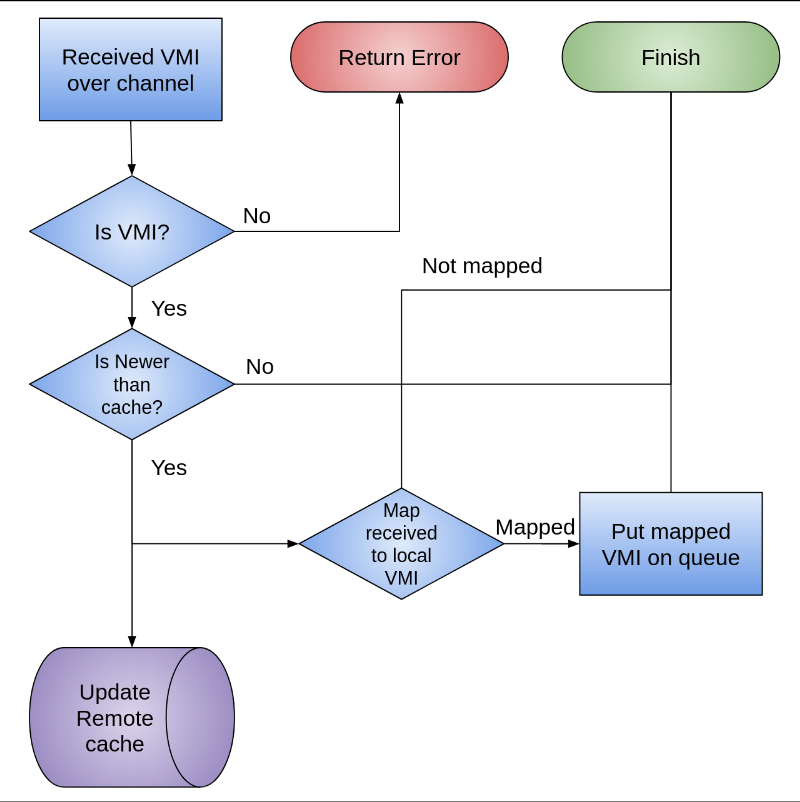 Received VMI
over channel
Return Error
Finish
Is VMI?
No
Not mapped
Yes
Is Newer
than
cache?
No
Yes
Map
received
to local
VMI
Mapped
Put mapped
VMI on queue
Update
Remote
cache